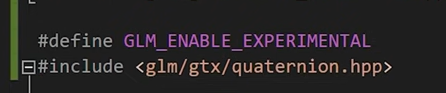 #define GLM_ENABLE_EXPERIMENTAL
#include <glm/gtx/quaternion.hpp>